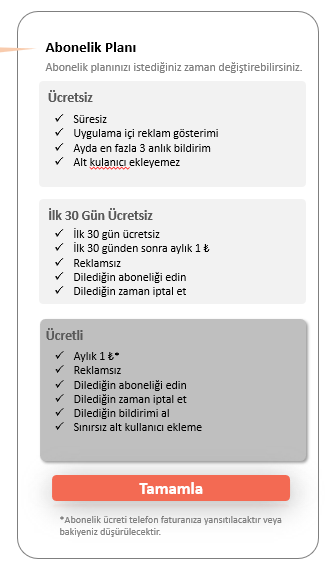 Abonelik Planı
Abonelik planınızı istediğiniz zaman değiştirebilirsiniz.
Ücretsiz
✓ Süresiz
✓ Uygulama içi reklam gösterimi
✓ Ayda en fazla 3 anlık bildirim
✓ Alt kulanıcı ekleyemez
İlk 30 Gün Ücretsiz
✓ İlk 30 gün ücretsiz
✓ İlk 30 günden sonra aylık 1 ₺
✓ Reklamsız
✓ Dilediğin aboneliği edin
✓ Dilediğin zaman iptal et
Ücretli
✓ Aylık 1 ₺*
✓ Reklamsız
✓ Dilediğin aboneliği edin
✓ Dilediğin zaman iptal et
✓ Dilediğin bildirimi al
✓ Sınırsız alt kullanıcı ekleme
Tamamla
*Abonelik ücreti telefon faturanıza yansıtılacaktır veya
bakiyeniz düşürülecektir.